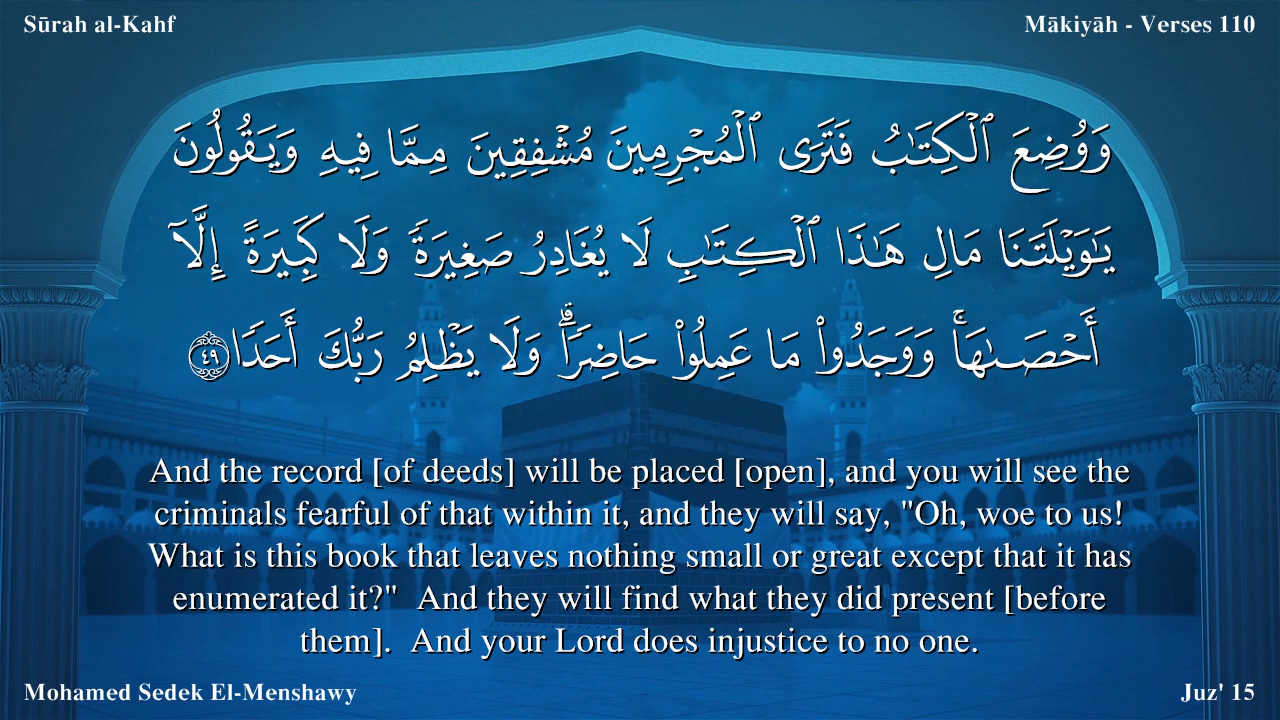 Sūrah al-Kahf
Mākiyāh - Verses 110
وَوُضِعَ ٱلْكِتَـٰبُ فَتَرَى ٱلْمُجْرِمِينَ مُشْفِقِينَ مِمَّا فِيهِ وَيَقُولُونَ
يَـٰوَيْلَتَنَا مَالِ هَـٰذَا ٱلْكِتَـٰبِ لَا يُغَادِرُ صَغِيرَةً وَلَا كَبِيرَةً إِلَّآ
أَحْصَىٰهَا ۚ وَوَجَدُوا۟ مَا عَمِلُوا۟ حَاضِرًا ۗ وَلَا يَظْلِمُ رَبُّكَ أَحَدًا ٤٩
And the record [of deeds] will be placed [open], and you will see the
criminals fearful of that within it, and they will say, "Oh, woe to us!
What is this book that leaves nothing small or great except that it has
enumerated it?"  And they will find what they did present [before
them].  And your Lord does injustice to no one.
Mohamed Sedek El-Menshawy
Juz' 15